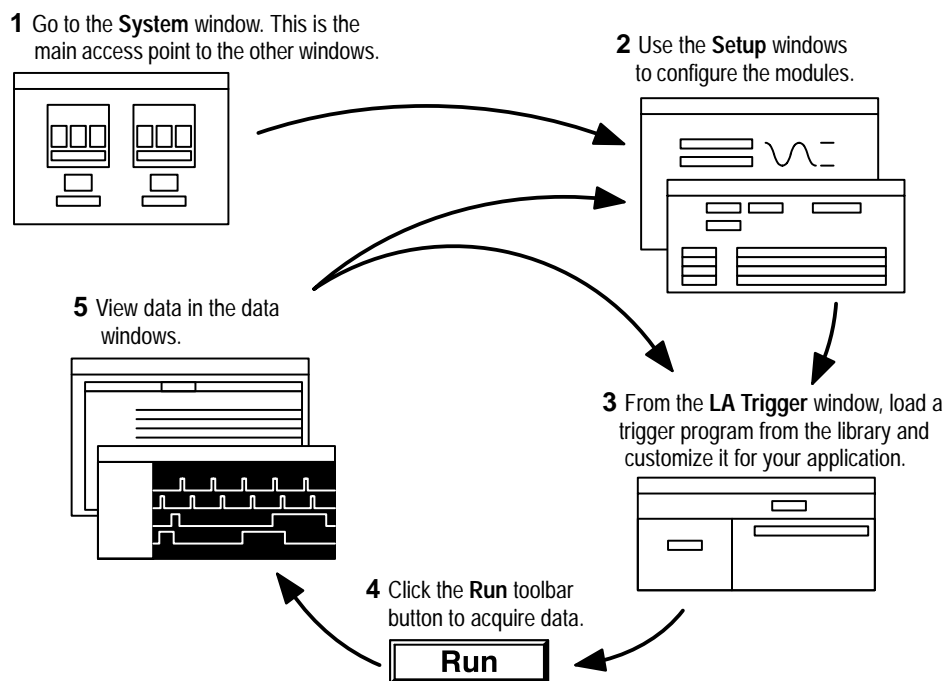 1 Go to the System window. This is the
main access point to the other windows.
2 Use the Setup windows
to configure the modules.
3 From the LA Trigger window, load a
trigger program from the library and
customize it for your application.
4 Click the Run toolbar
button to acquire data.
Run
5 View data in the data
windows.